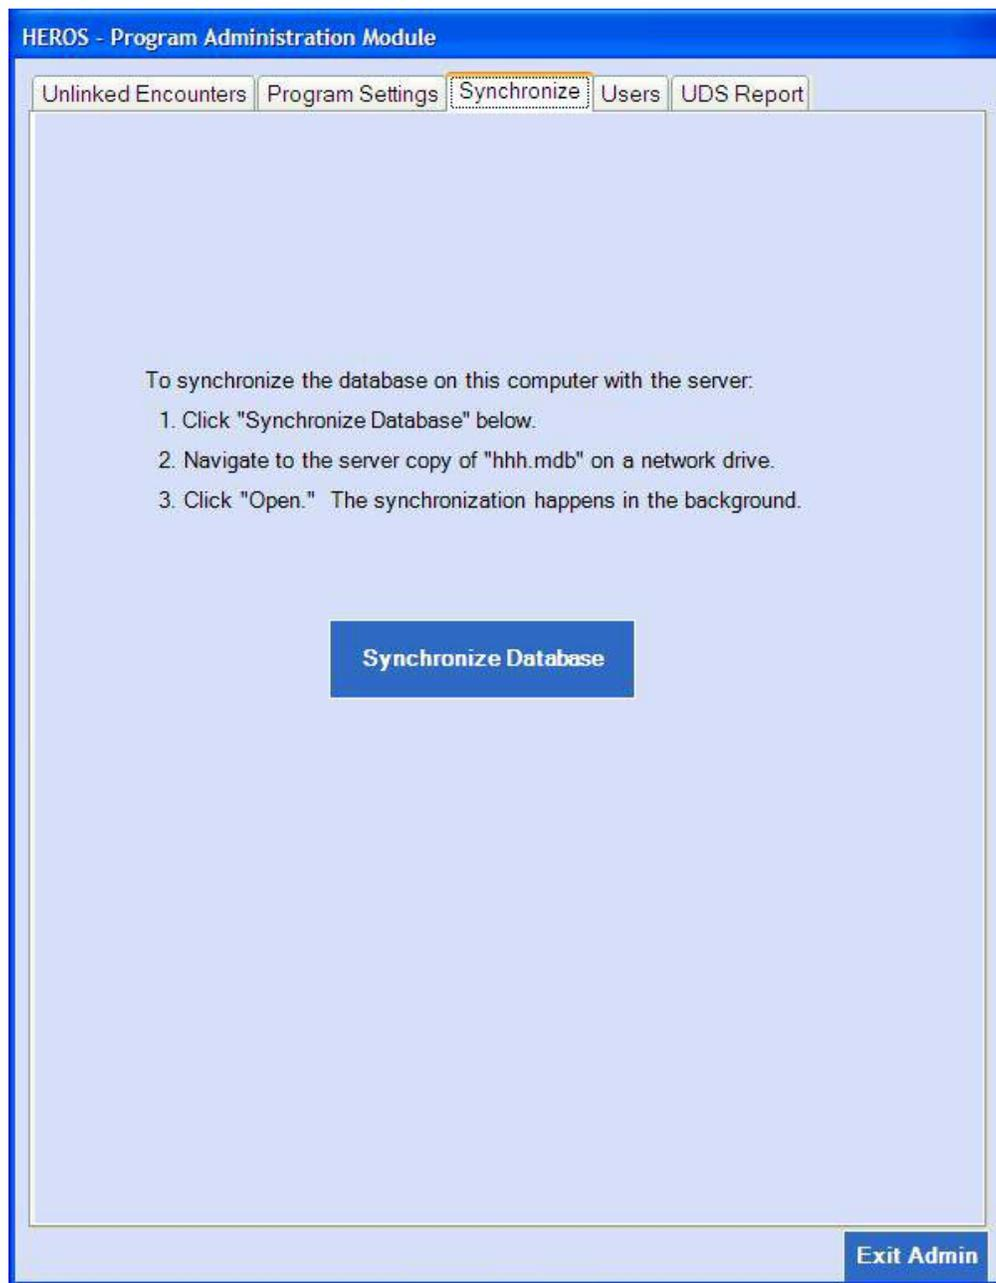 HEROS - Program Administration Module
Unlinked Encounters Program Settings Synchronize Users UDS Report
To synchronize the database on this computer with the server:
1. Click "Synchronize Database" below.
2. Navigate to the server copy of "hhh.mdb" on a network drive.
3. Click "Open."  The synchronization happens in the background.
Synchronize Database
Exit Admin